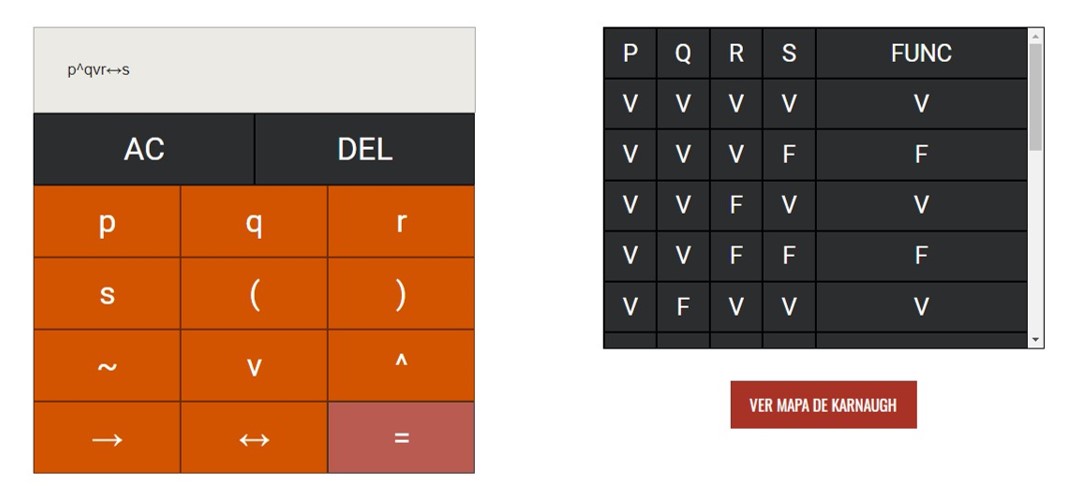 p^qvr↔s
AC DEL
p q r
s ( )
~ v ^
→ ↔ =
P Q R S FUNC
V V V V V
V V V F F
V V F V V
V V F F F
V F V V V
VER MAPA DE KARNAUGH